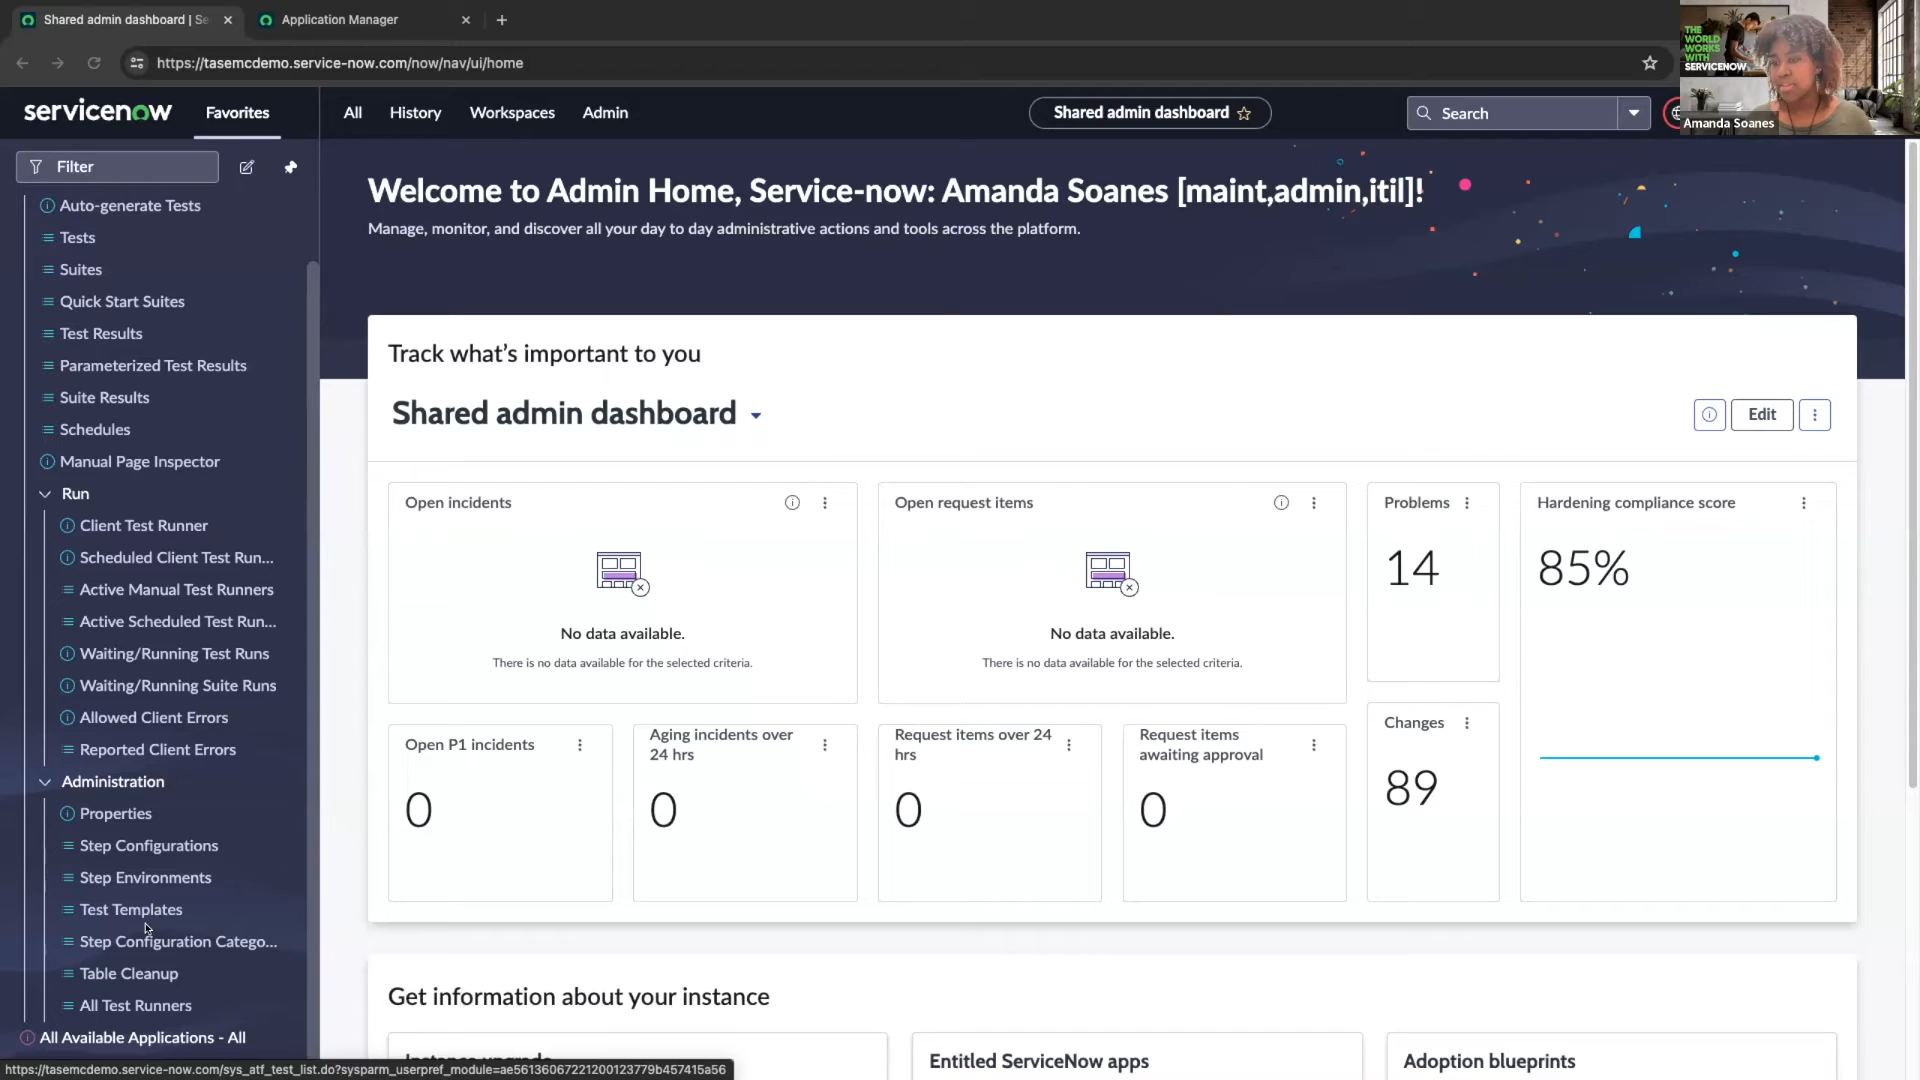 Shared admin dashboard | Se
Application Manager
https://tasemcdemo.service-now.com/now/nav/ui/home
THE WORLD WORKS WITH SERVICENOW
Amanda Soanes
servicenow
Favorites
All
History
Workspaces
Admin
Shared admin dashboard
Search
Filter
Auto-generate Tests
Tests
Suites
Quick Start Suites
Test Results
Parameterized Test Results
Suite Results
Schedules
Manual Page Inspector
Run
Client Test Runner
Scheduled Client Test Run...
Active Manual Test Runners
Active Scheduled Test Run...
Waiting/Running Test Runs
Waiting/Running Suite Runs
Allowed Client Errors
Reported Client Errors
Administration
Properties
Step Configurations
Step Environments
Test Templates
Step Configuration Catego...
Table Cleanup
All Test Runners
All Available Applications - All
Welcome to Admin Home, Service-now: Amanda Soanes [maint,admin,itil]!
Manage, monitor, and discover all your day to day administrative actions and tools across the platform.
Track what's important to you
Shared admin dashboard
Edit
Open incidents
No data available.
There is no data available for the selected criteria.
Open request items
No data available.
There is no data available for the selected criteria.
Problems
14
Hardening compliance score
85%
Open P1 incidents
0
Aging incidents over
24 hrs
0
Request items over 24
hrs
0
Request items
awaiting approval
0
Changes
89
Get information about your instance
Instance upgrade
Entitled ServiceNow apps
Adoption blueprints
https://tasemcdemo.service-now.com/sys_atf_test_list.do?sysparm_userpref_module=ae56136067221200123779b457415a56